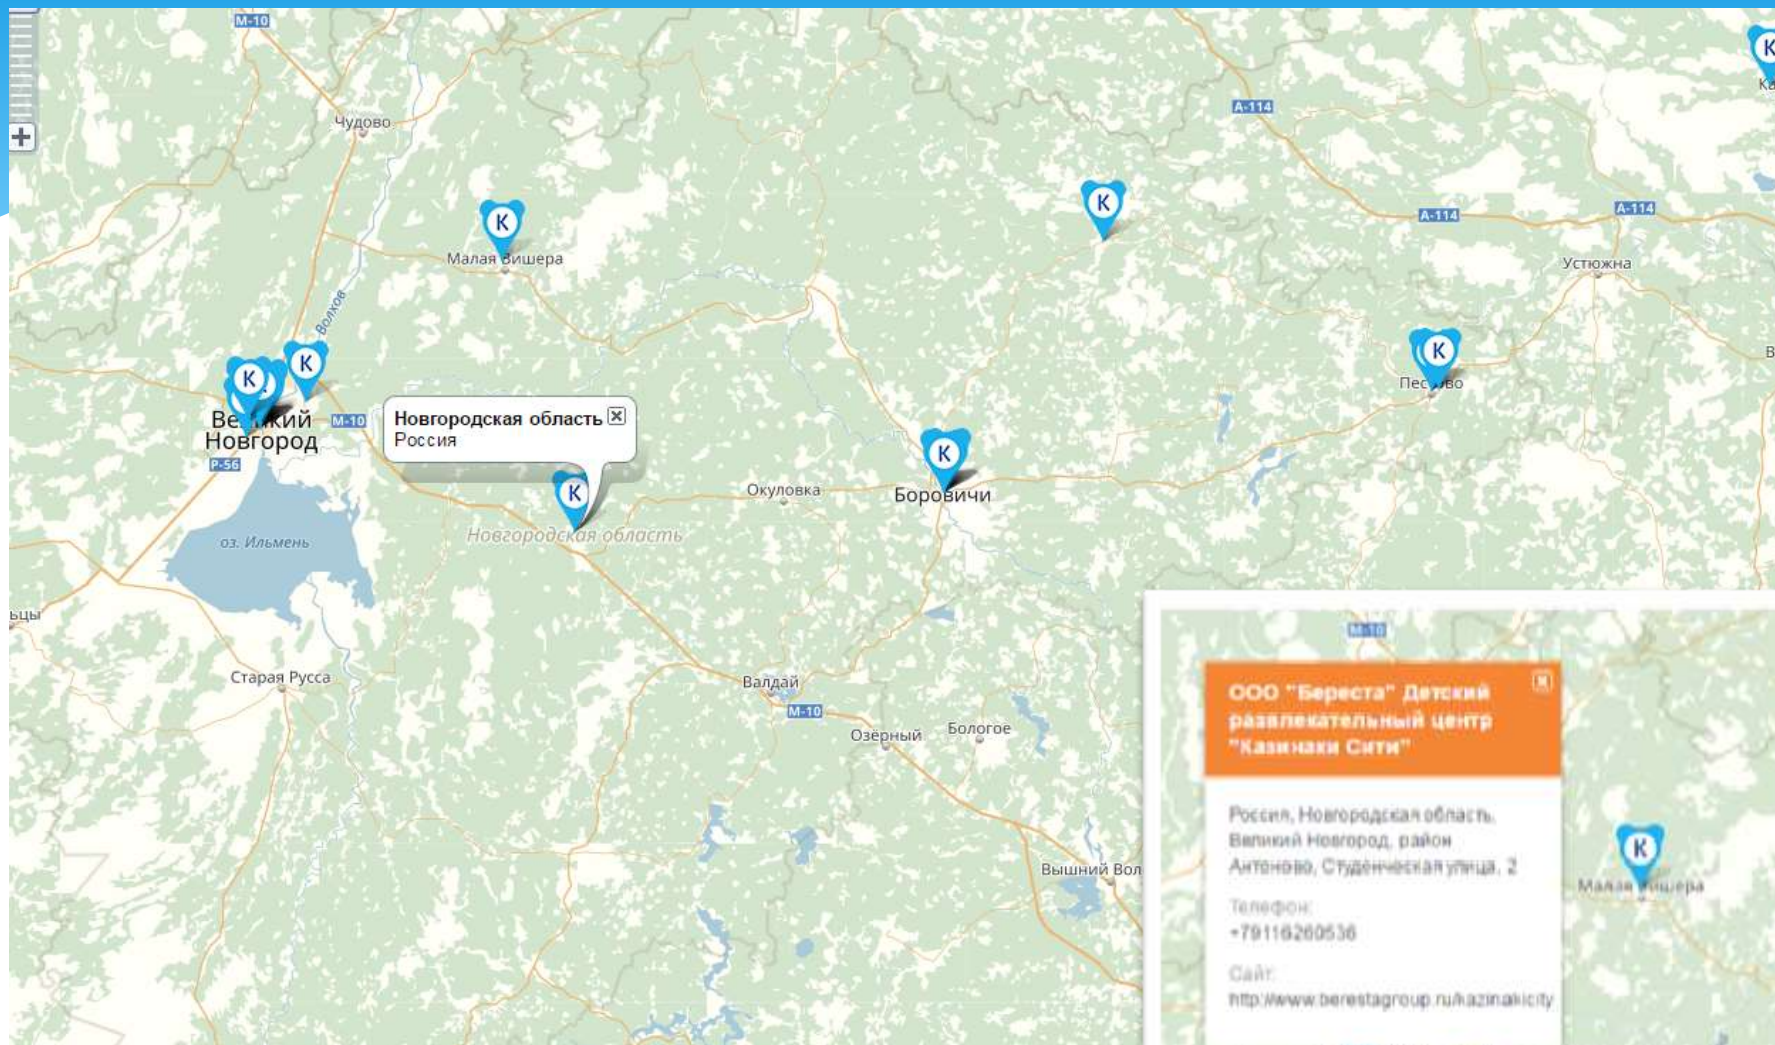 М-10
К
Ка
А-114
Чудово
К
К
А-114
А-114
Малая Вишера
Устюжна
Волхов
К
К
К
В
Пестово
Великий
Новгород
М-10
Новгородская область
Россия
Р-56
К
К
Окуловка
Боровичи
Новгородская область
оз. Ильмень
ьцы
М-10
Старая Русса
Валдай
М-10
Озёрный
Бологое
ООО "Береста" Детский
развлекательный центр
"Казинаки Сити"
Россия, Новгородская область,
Великий Новгород, район
Антоново, Студенческая улица, 2
К
Вышний Вол
Малая Вишера
Телефон:
+79116260536
Сайт:
http://www.berestagroup.ru/kazinakicity